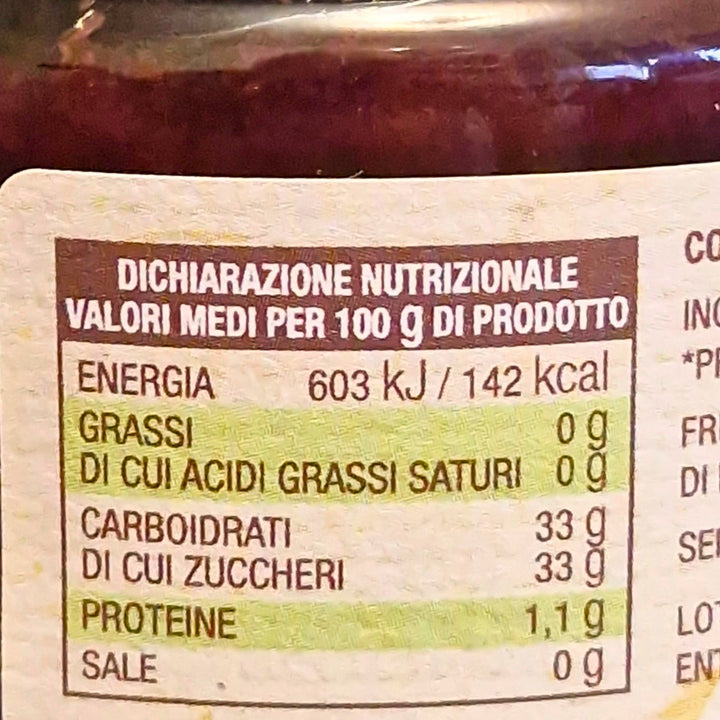 DICHIARAZIONE NUTRIZIONALE
VALORI MEDI PER 100 g DI PRODOTTO
ENERGIA 603 kJ / 142 kcal
GRASSI 0 g
DI CUI ACIDI GRASSI SATURI 0 g
CARBOIDRATI 33 g
DI CUI ZUCCHERI 33 g
PROTEINE 1,1 g
SALE 0 g
DI